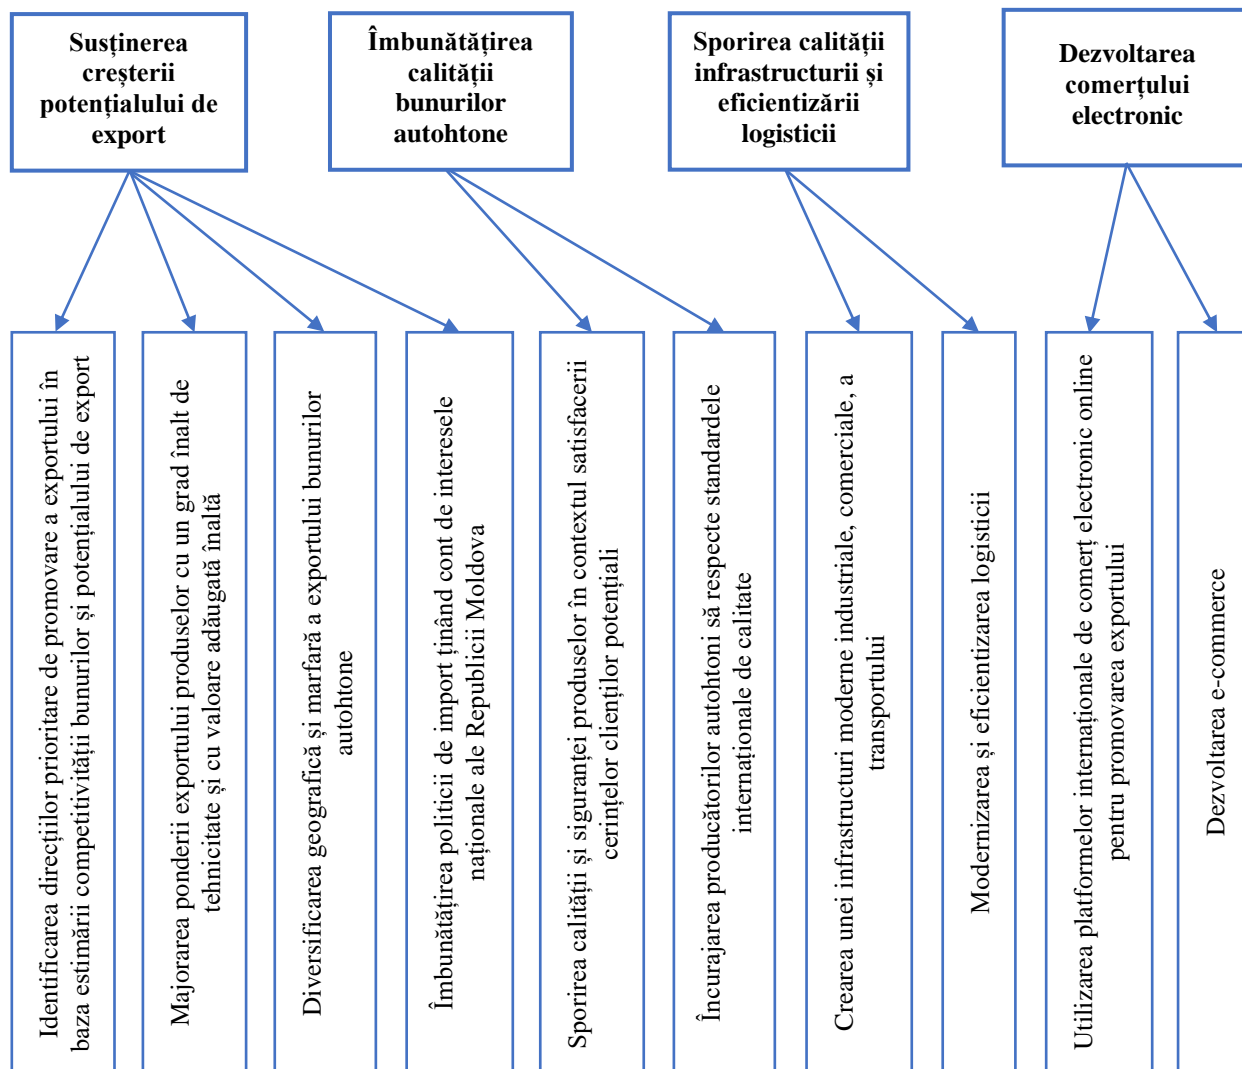 Susținerea
creșterii
potențialului de
export
Îmbunătățirea
calității
bunurilor
autohtone
Sporirea calității
infrastructurii și
eficientizării
logisticii
Dezvoltarea
comerțului
electronic
Identificarea direcțiilor prioritare de promovare a exportului în
baza estimării competitivității bunurilor și potențialului de export
Majorarea ponderii exportului produselor cu un grad înalt de
tehnicitate și cu valoare adăugată înaltă
Diversificarea geografică și marfară a exportului bunurilor
autohtone
Îmbunătățirea politicii de import ținând cont de interesele
naționale ale Republicii Moldova
Sporirea calității și siguranței produselor în contextul satisfacerii
cerințelor clienților potențiali
Încurajarea producătorilor autohtoni să respecte standardele
internaționale de calitate
Crearea unei infrastructuri moderne industriale, comerciale, a
transportului
Modernizarea și eficientizarea logisticii
Utilizarea platformelor internaționale de comerț electronic online
pentru promovarea exportului
Dezvoltarea e-commerce